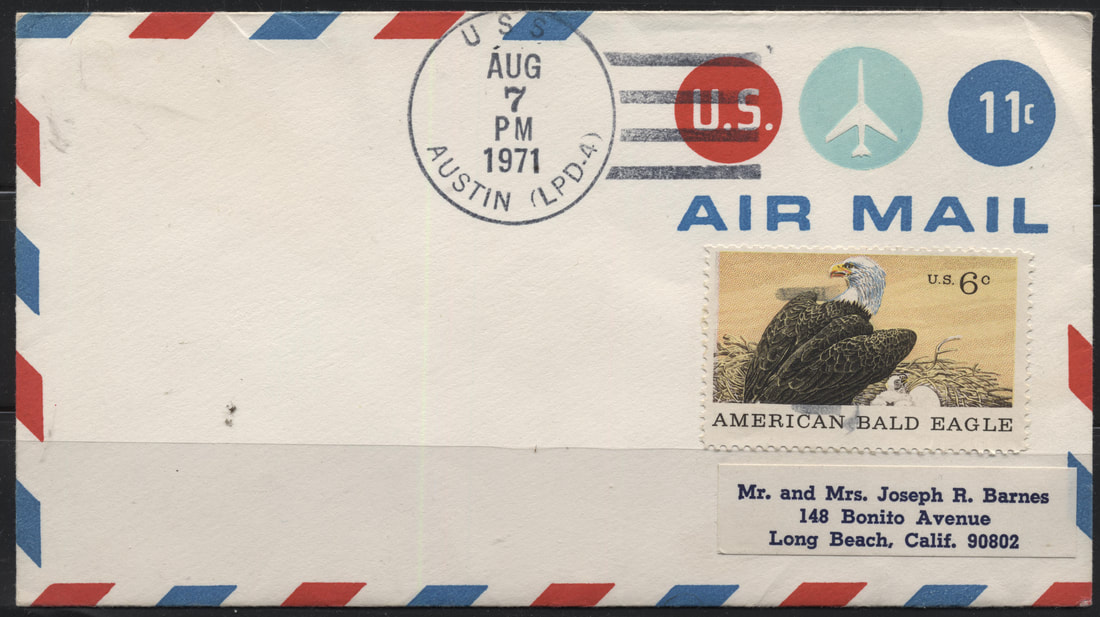 USS
AUG
7
PM
1971
AUSTIN (LPD-4)
U.S.
11c
AIR MAIL
U.S. 6c
AMERICAN BALD EAGLE
Mr. and Mrs. Joseph R. Barnes
148 Bonito Avenue
Long Beach, Calif. 90802